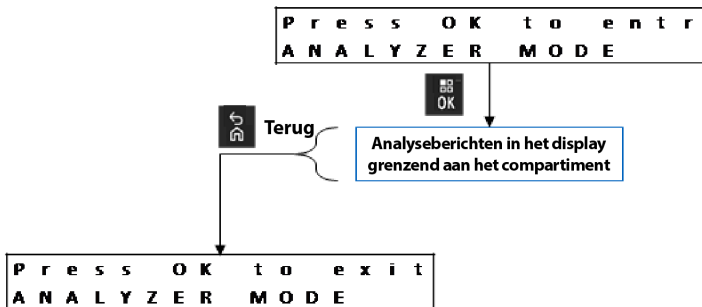 Press OK to entr
ANALYZER MODE
OK
Terug
Analyseberichten in het display
grenzend aan het compartiment
Press OK to exit
ANALYZER MODE